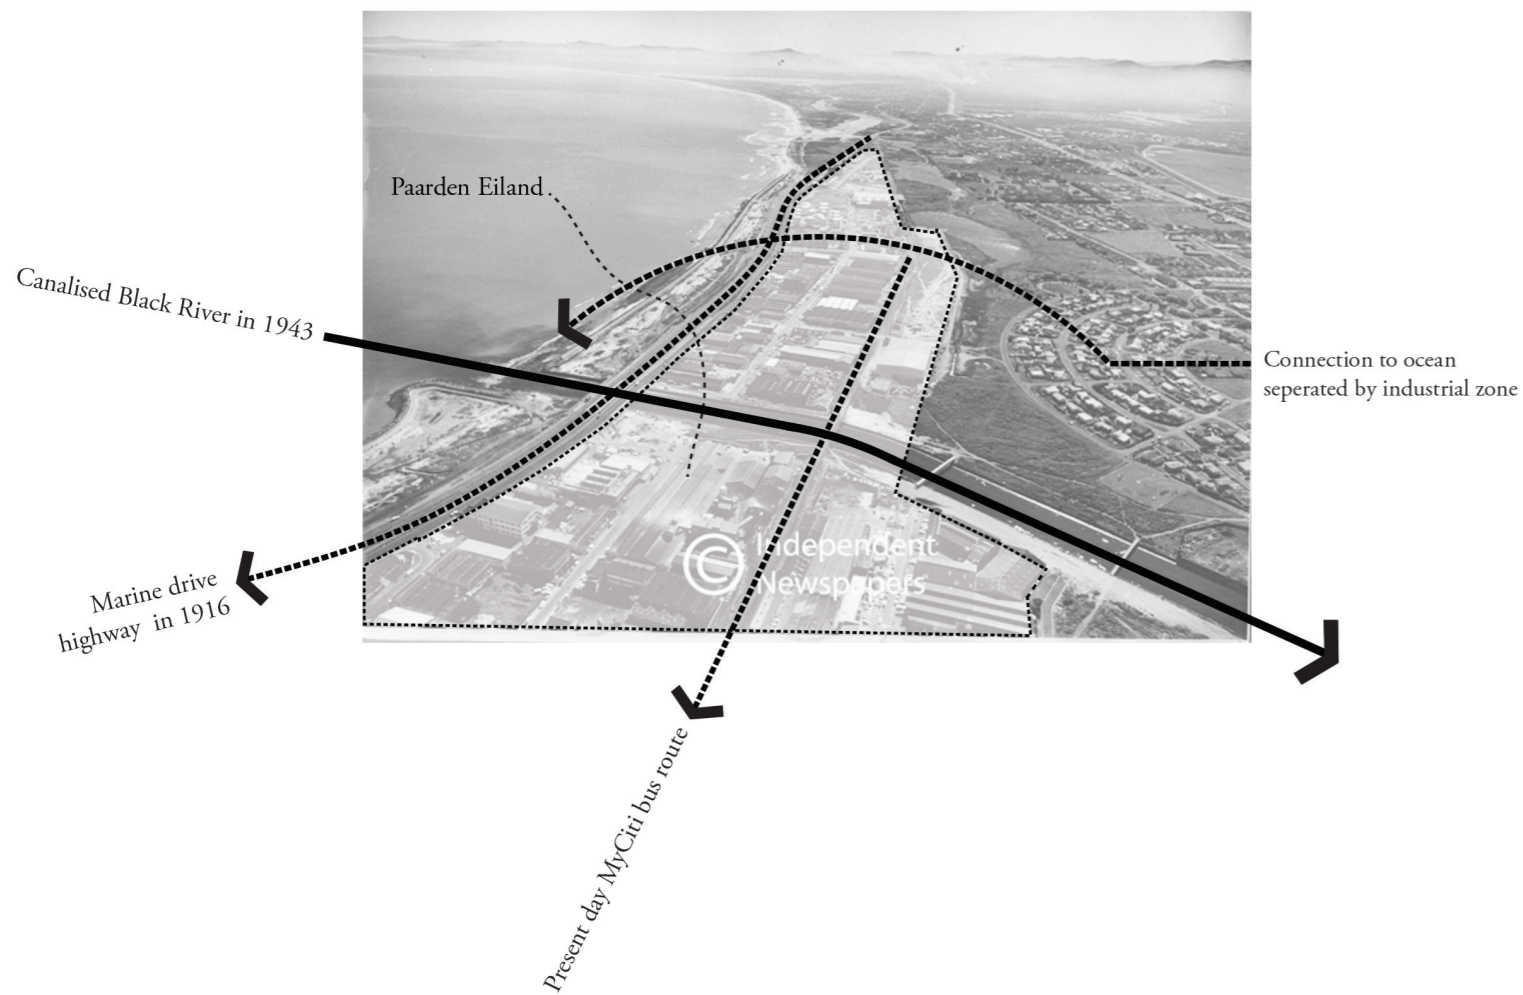 Paarden Eiland
Canalised Black River in 1943
Connection to ocean
seperated by industrial zone
© Independent
Newspapers
Marine drive
highway in 1916
Present day MyCiti bus route